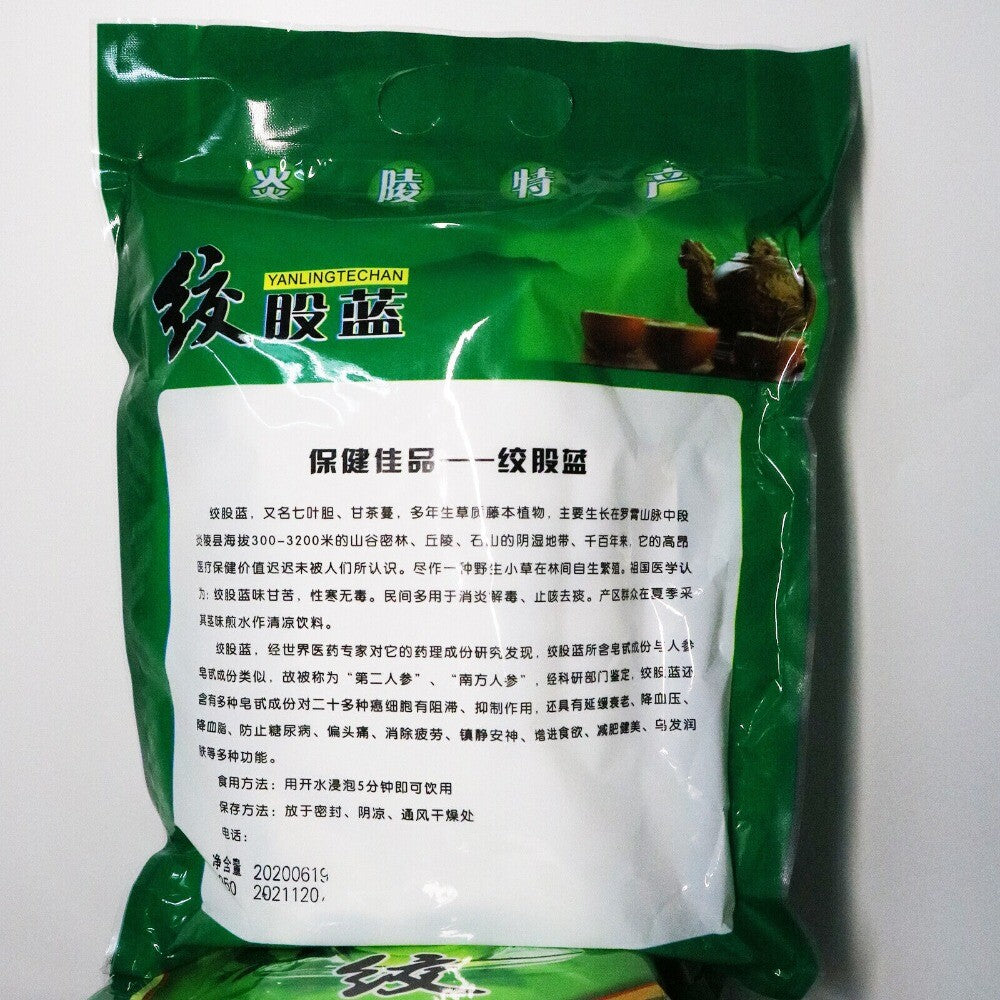 炎陵特产
YANLINGTECHAN
绞股蓝
保健佳品——绞股蓝
绞股蓝，又名七叶胆、甘茶蔓，多年生草质藤本植物，主要生长在罗霄山脉中段
炎陵县海拔300-3200米的山谷密林、丘陵、石山的阴湿地带、千百年来，它的高昂
医疗保健价值迟迟未被人们所认识。尽作一种野生小草在林间自生繁殖。祖国医学认
为：绞股蓝味甘苦，性寒无毒。民间多用于消炎解毒、止咳去痰。产区群众在夏季采
其茎味煎水作清凉饮料。
绞股蓝，经世界医药专家对它的药理成份研究发现，绞股蓝所含皂甙成份与人参
皂甙成份类似，故被称为“第二人参”、“南方人参”，经科研部门鉴定，绞股蓝还
含有多种皂甙成份对二十多种癌细胞有阻滞、抑制作用，还具有延缓衰老、降血压、
降血脂、防止糖尿病、偏头痛、消除疲劳、镇静安神、增进食欲、减肥健美、乌发润
肤等多种功能。
食用方法：用开水浸泡5分钟即可饮用
保存方法：放于密封、阴凉、通风干燥处
电话：
净含量 20200619
2021120
绞